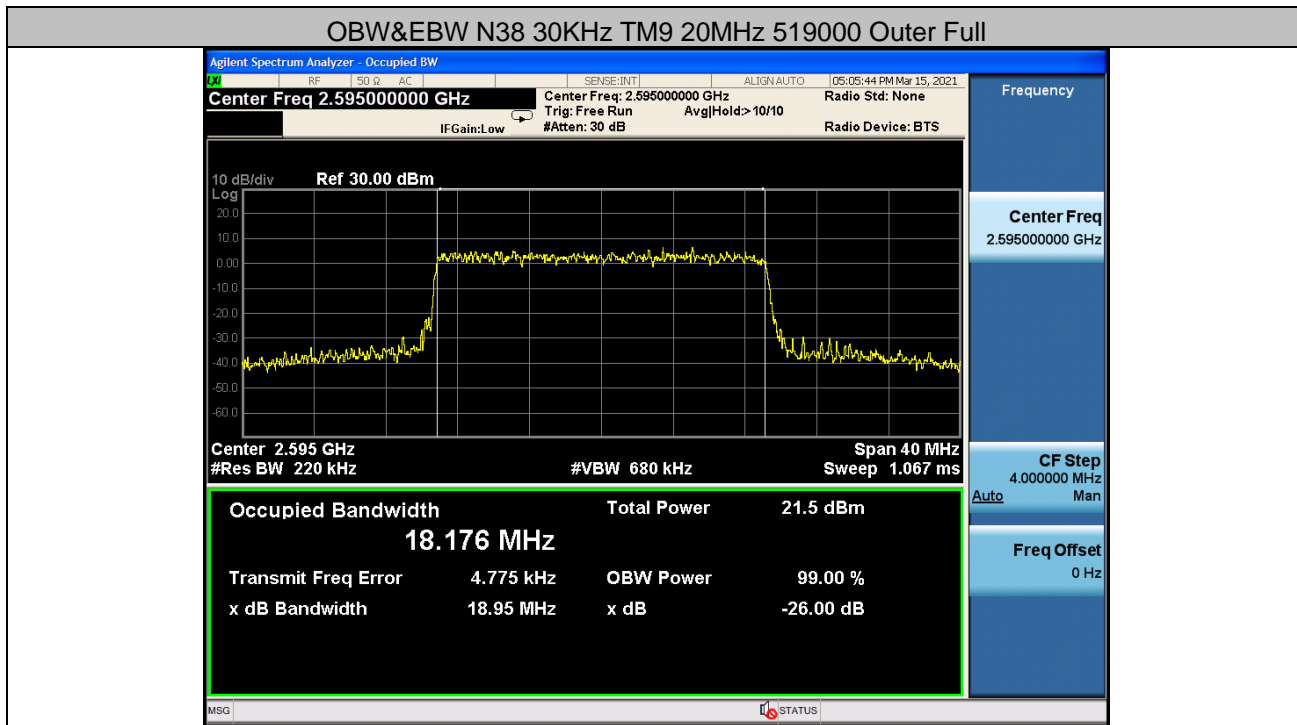 OBW&EBW N38 30KHz TM9 20MHz 519000 Outer Full
Agilent Spectrum Analyzer - Occupied BW
LXI RF 50 Ω AC SENSE:INT ALIGN AUTO 05:05:44 PM Mar 15, 2021
Center Freq 2.595000000 GHz
Center Freq: 2.595000000 GHz
Radio Std: None
Trig: Free Run Avg|Hold:>10/10
IFGain:Low #Atten: 30 dB Radio Device: BTS
10 dB/div Ref 30.00 dBm
Log
20.0
10.0
0.00
-10.0
-20.0
-30.0
-40.0
-50.0
-60.0
Center 2.595 GHz Span 40 MHz
#Res BW 220 kHz #VBW 680 kHz Sweep 1.067 ms
Occupied Bandwidth Total Power 21.5 dBm
18.176 MHz
Transmit Freq Error 4.775 kHz OBW Power 99.00 %
x dB Bandwidth 18.95 MHz x dB -26.00 dB
Frequency
Center Freq
2.595000000 GHz
CF Step
4.000000 MHz
Auto Man
Freq Offset
0 Hz
MSG STATUS